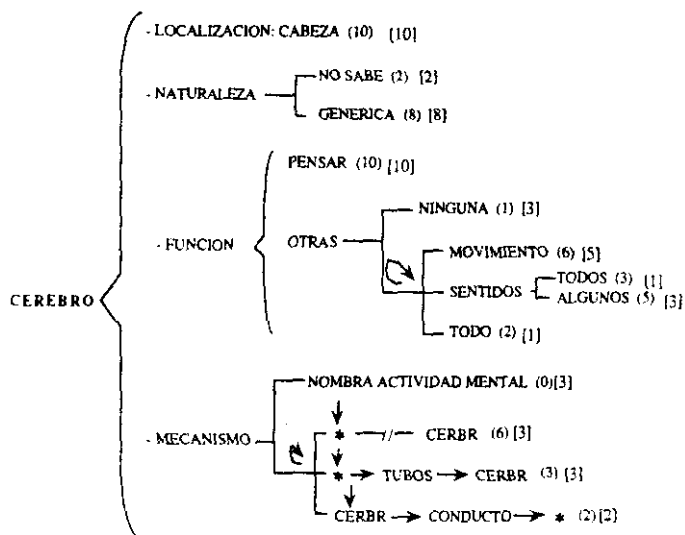 - LOCALIZACION: CABEZA (10) [10]
NO SABE (2) [2]
- NATURALEZA
GENERICA (8) [8]
PENSAR (10) [10]
NINGUNA (1) [3]
- FUNCION
OTRAS
MOVIMIENTO (6) [5]
TODOS (3) [1]
SENTIDOS
ALGUNOS (5) [3]
CEREBRO
TODO (2) [1]
NOMBRA ACTIVIDAD MENTAL (0)[3]
* —//— CERBR (6) [3]
- MECANISMO
* → TUBOS → CERBR (3) [3]
CERBR → CONDUCTO → * (2)[2]